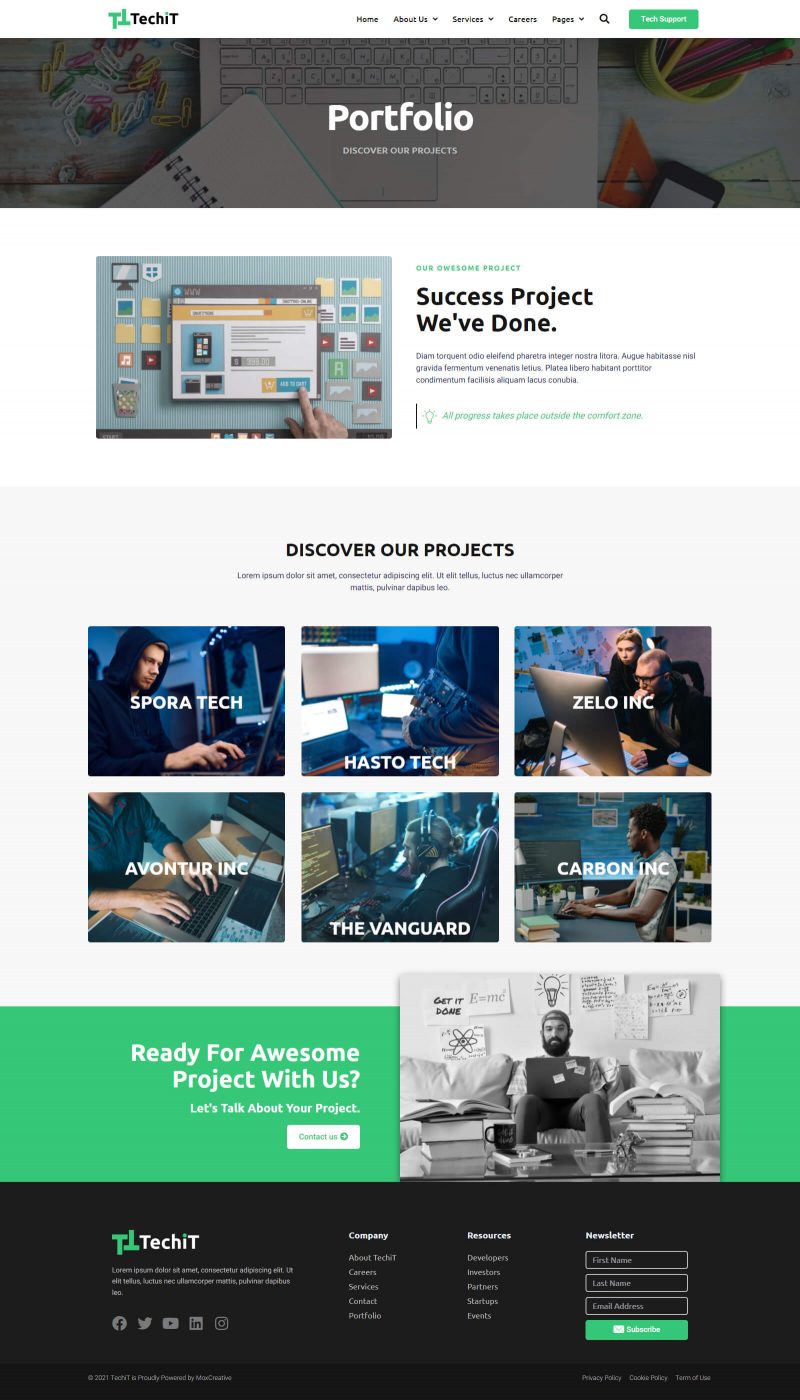 TechiT
Home About Us Services Careers Pages Tech Support
Portfolio
DISCOVER OUR PROJECTS
WWW
$ 349.00
ADD TO CART
OUR OWESOME PROJECT
Success Project
We've Done.
Diam torquent odio eleifend pharetra integer nostra litora. Augue habitasse nisl
gravida fermentum venenatis letius. Platea libero habitant porttitor
condimentum facilisis aliquam lacus conubia.
All progress takes place outside the comfort zone.
DISCOVER OUR PROJECTS
Lorem ipsum dolor sit amet, consectetur adipiscing elit. Ut elit tellus, luctus nec ullamcorper
mattis, pulvinar dapibus leo.
SPORA TECH
HASTO TECH
ZELO INC
AVONTUR INC
THE VANGUARD
CARBON INC
Ready For Awesome
Project With Us?
Let's Talk About Your Project.
Contact us
GET IT
DONE
E=mc²
TechiT
Lorem ipsum dolor sit amet, consectetur adipiscing elit. Ut
elit tellus, luctus nec ullamcorper mattis, pulvinar dapibus
leo.
Company
About TechiT
Careers
Services
Contact
Portfolio
Resources
Developers
Investors
Partners
Startups
Events
Newsletter
First Name
Last Name
Email Address
Subscribe
© 2021 TechiT is Proudly Powered by MoxCreative
Privacy Policy Cookie Policy Term of Use